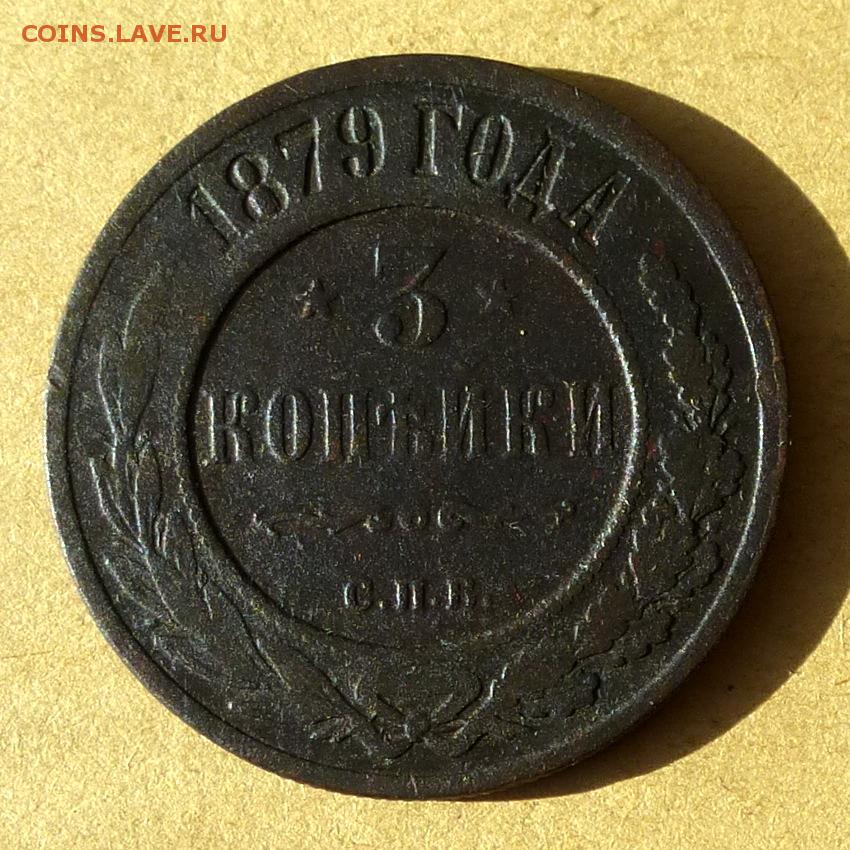 COINS.LAVE.RU
1879 ГОДА
3
КОПѢЙКИ
С.П.Б.